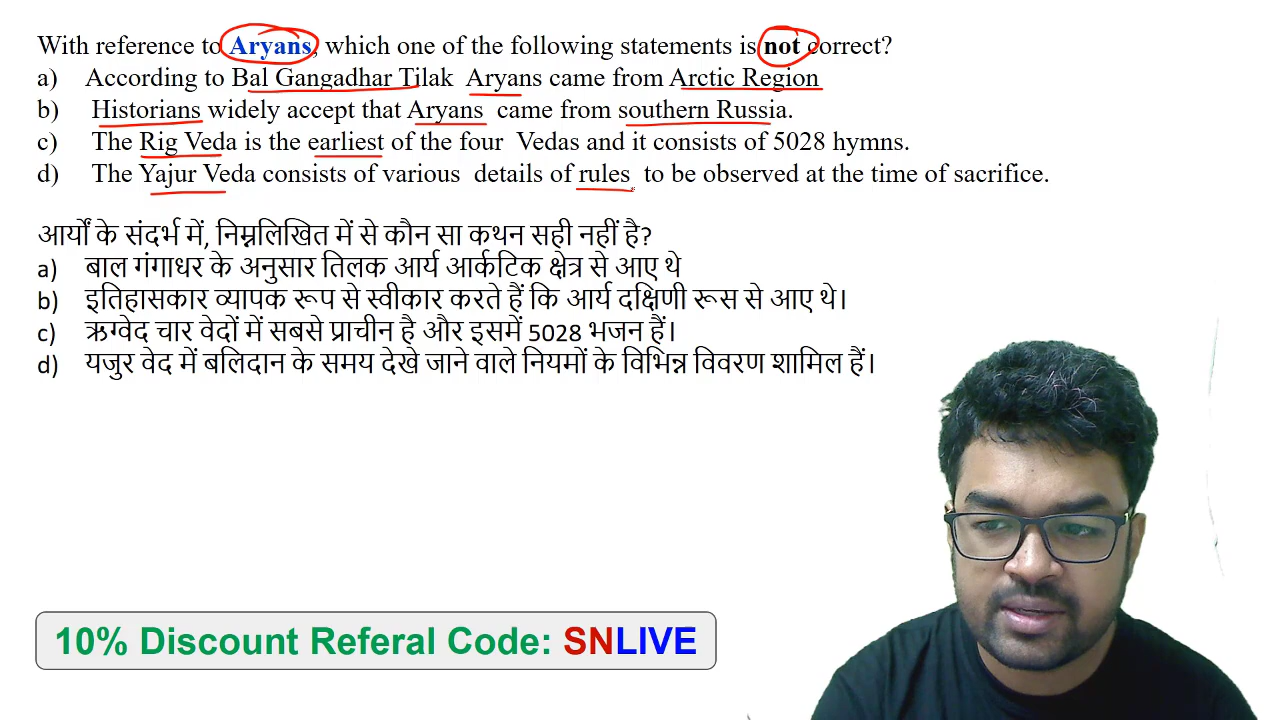 With reference to Aryans, which one of the following statements is not correct?
a) According to Bal Gangadhar Tilak Aryans came from Arctic Region
b) Historians widely accept that Aryans came from southern Russia.
c) The Rig Veda is the earliest of the four Vedas and it consists of 5028 hymns.
d) The Yajur Veda consists of various details of rules to be observed at the time of sacrifice.
आर्यों के संदर्भ में, निम्नलिखित में से कौन सा कथन सही नहीं है?
a) बाल गंगाधर के अनुसार तिलक आर्य आर्कटिक क्षेत्र से आए थे
b) इतिहासकार व्यापक रूप से स्वीकार करते हैं कि आर्य दक्षिणी रूस से आए थे।
c) ऋग्वेद चार वेदों में सबसे प्राचीन है और इसमें 5028 भजन हैं।
d) यजुर वेद में बलिदान के समय देखे जाने वाले नियमों के विभिन्न विवरण शामिल हैं।
10% Discount Referal Code: SNLIVE